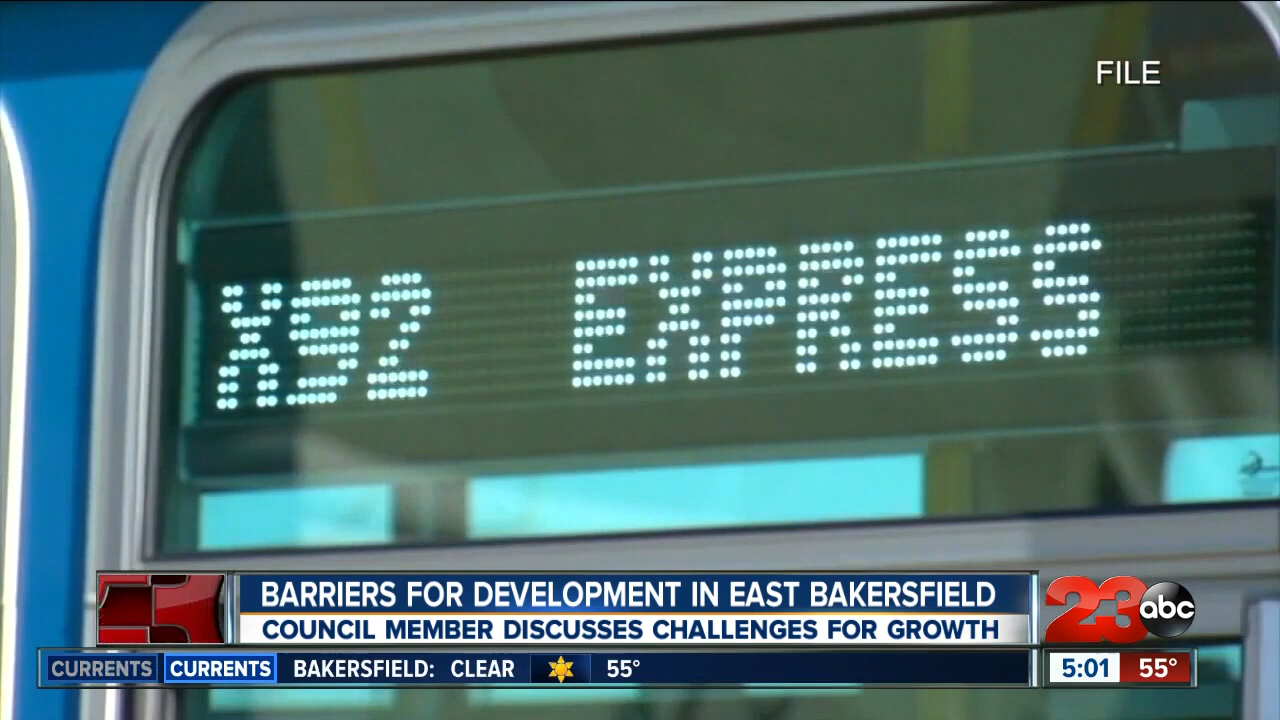 FILE
X92 EXPRESS
BARRIERS FOR DEVELOPMENT IN EAST BAKERSFIELD
COUNCIL MEMBER DISCUSSES CHALLENGES FOR GROWTH
23 abc
CURRENTS CURRENTS BAKERSFIELD: CLEAR 55°
5:01 55°